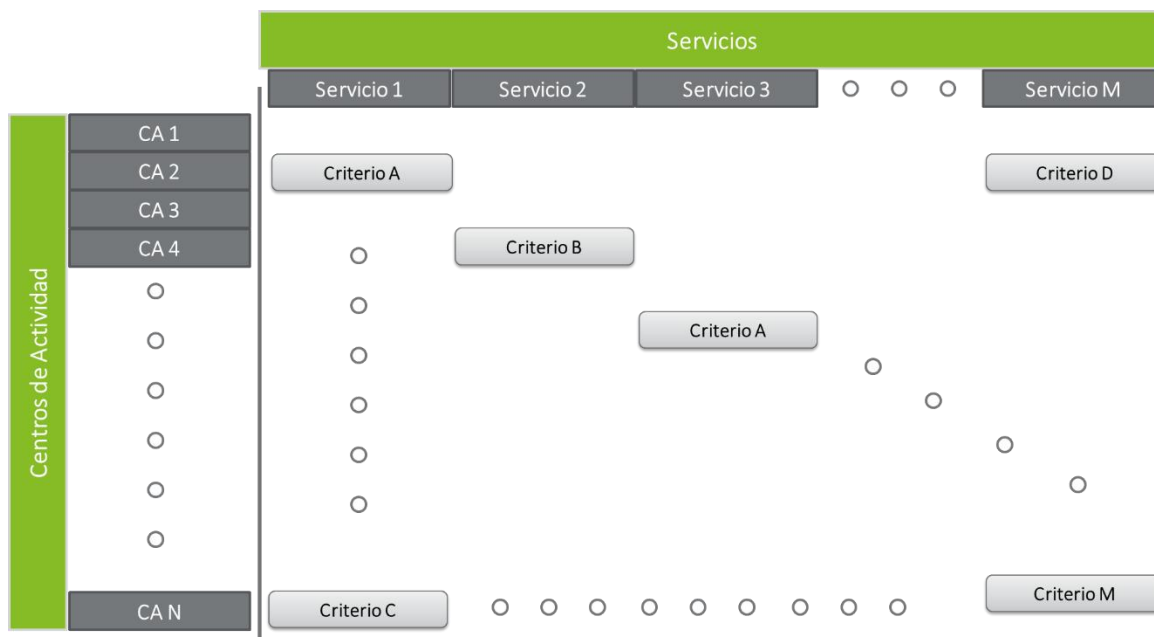 Servicios
Servicio 1
Servicio 2
Servicio 3
Servicio M
Centros de Actividad
CA 1
CA 2
Criterio A
Criterio D
CA 3
CA 4
Criterio B
Criterio A
CA N
Criterio C
Criterio M